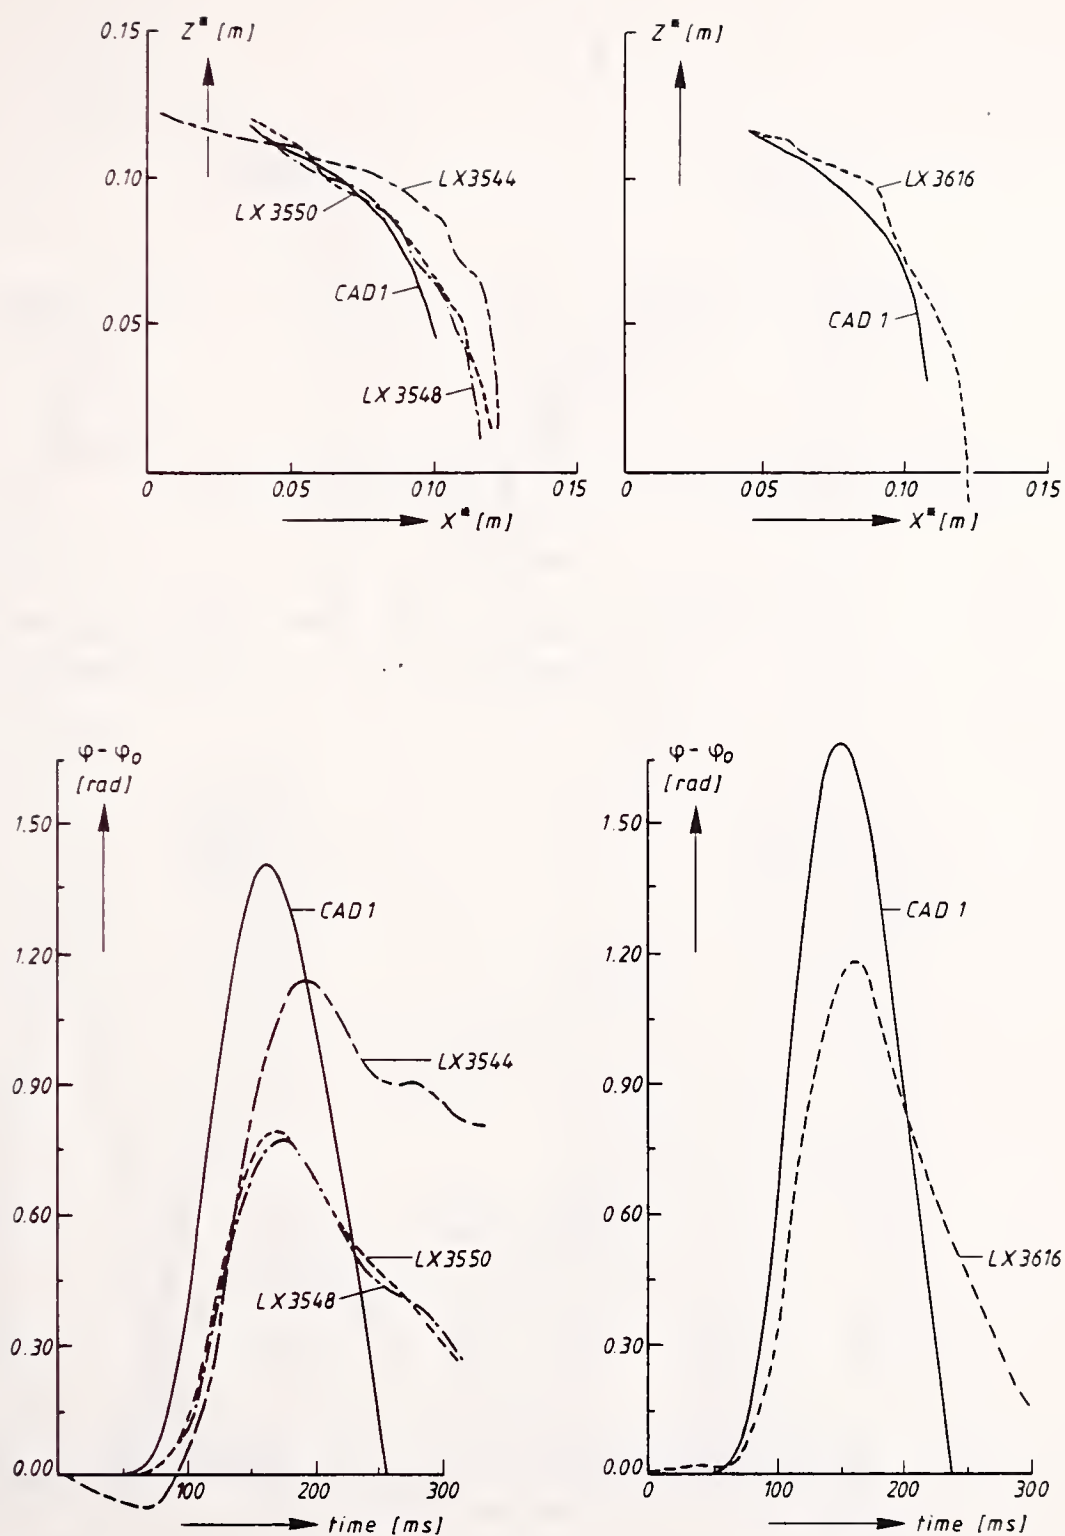 0.15
Z* [m]
0.10
0.05
LX3544
LX3550
CAD1
LX3548
0
0.05
0.10
0.15
X* [m]
Z* [m]
LX3616
CAD 1
0
0.05
0.10
0.15
X* [m]
φ - φ0
[rad]
1.50
1.20
0.90
0.60
0.30
0.00
CAD1
LX3544
LX3550
LX3548
100
200
300
time [ms]
φ - φ0
[rad]
1.50
1.20
0.90
0.60
0.30
0.00
CAD 1
LX3616
0
100
200
300
time [ms]